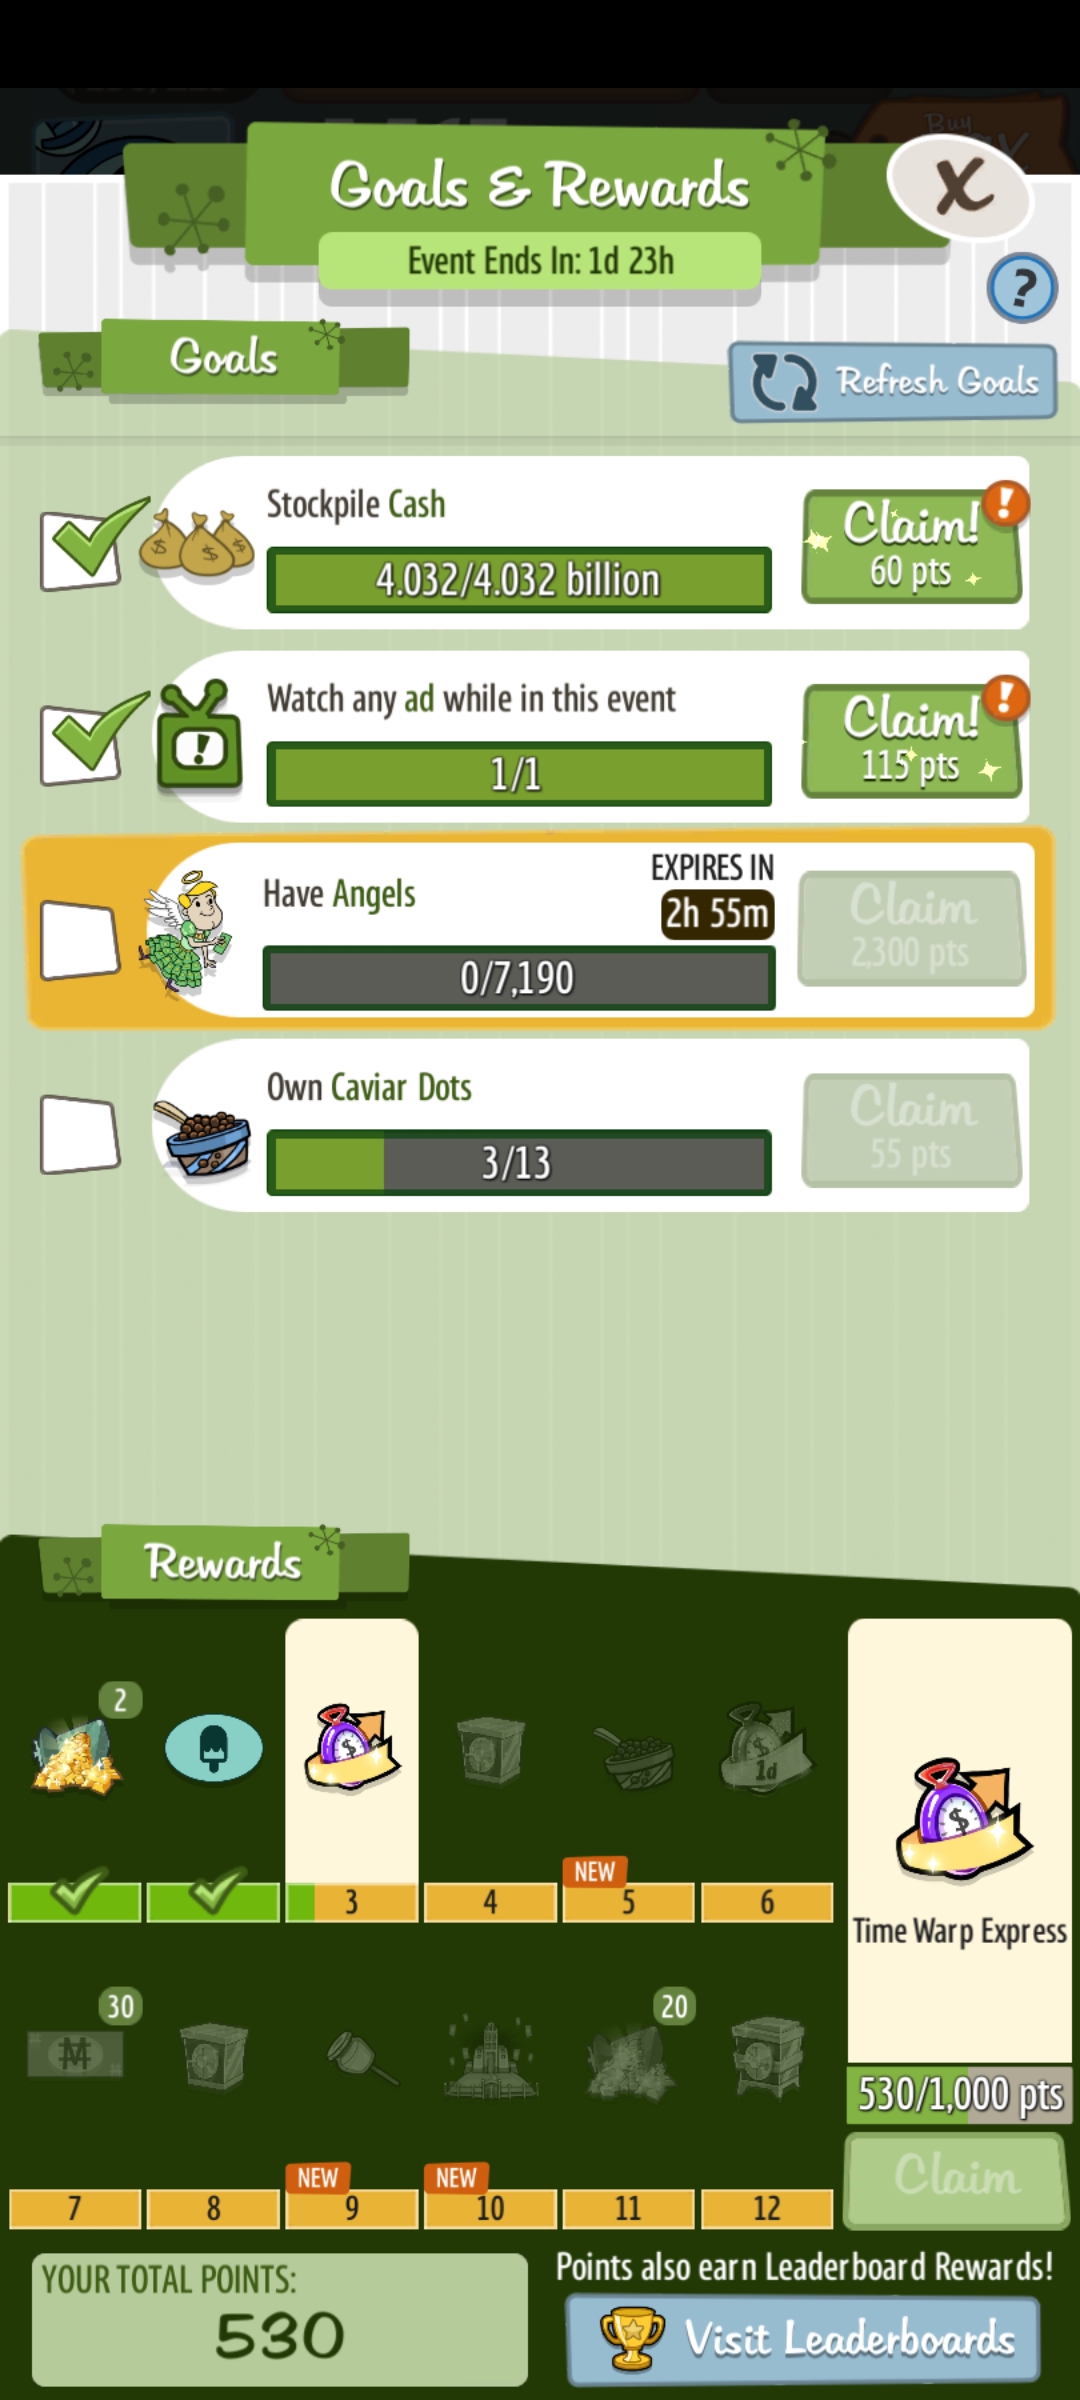 Buy
Goals & Rewards
X
Event Ends In: 1d 23h
?
Goals
Refresh Goals
Stockpile Cash
4.032/4.032 billion
Claim!
60 pts
!
Watch any ad while in this event
1/1
Claim!
115 pts
!
Have Angels
EXPIRES IN
2h 55m
0/7,190
Claim
2,300 pts
Own Caviar Dots
3/13
Claim
55 pts
Rewards
2
1d
3
4
NEW
5
6
Time Warp Express
30
20
530/1,000 pts
7
8
NEW
9
NEW
10
11
12
Claim
YOUR TOTAL POINTS:
530
Points also earn Leaderboard Rewards!
Visit Leaderboards